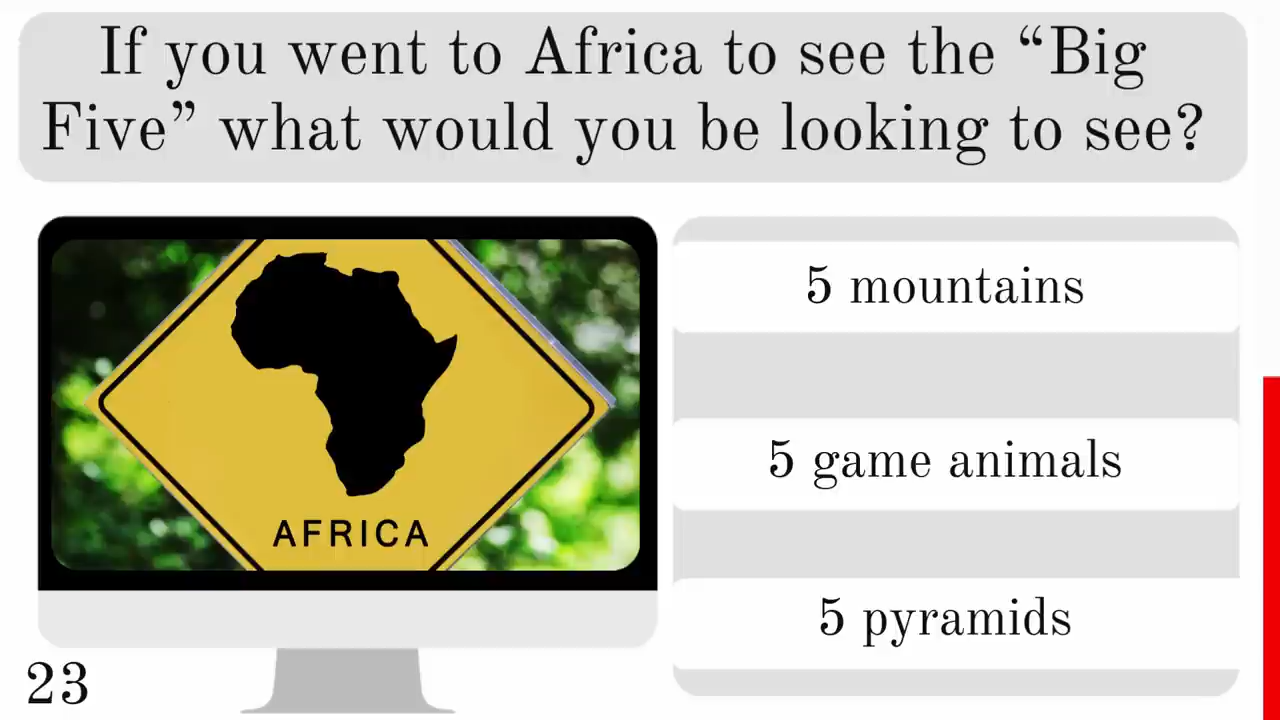 If you went to Africa to see the “Big
Five” what would you be looking to see?
AFRICA
5 mountains
5 game animals
5 pyramids
23